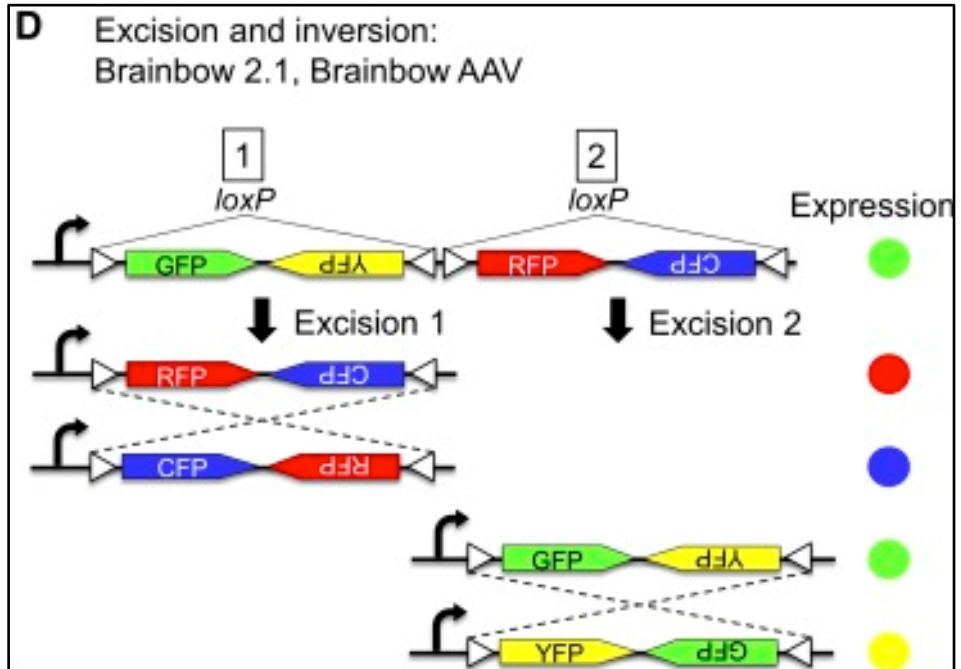 D
Excision and inversion:
Brainbow 2.1, Brainbow AAV
1 2
loxP loxP
Expression
GFP YFP RFP CFP
Excision 1 Excision 2
RFP CFP
CFP RFP
GFP YFP
YFP GFP